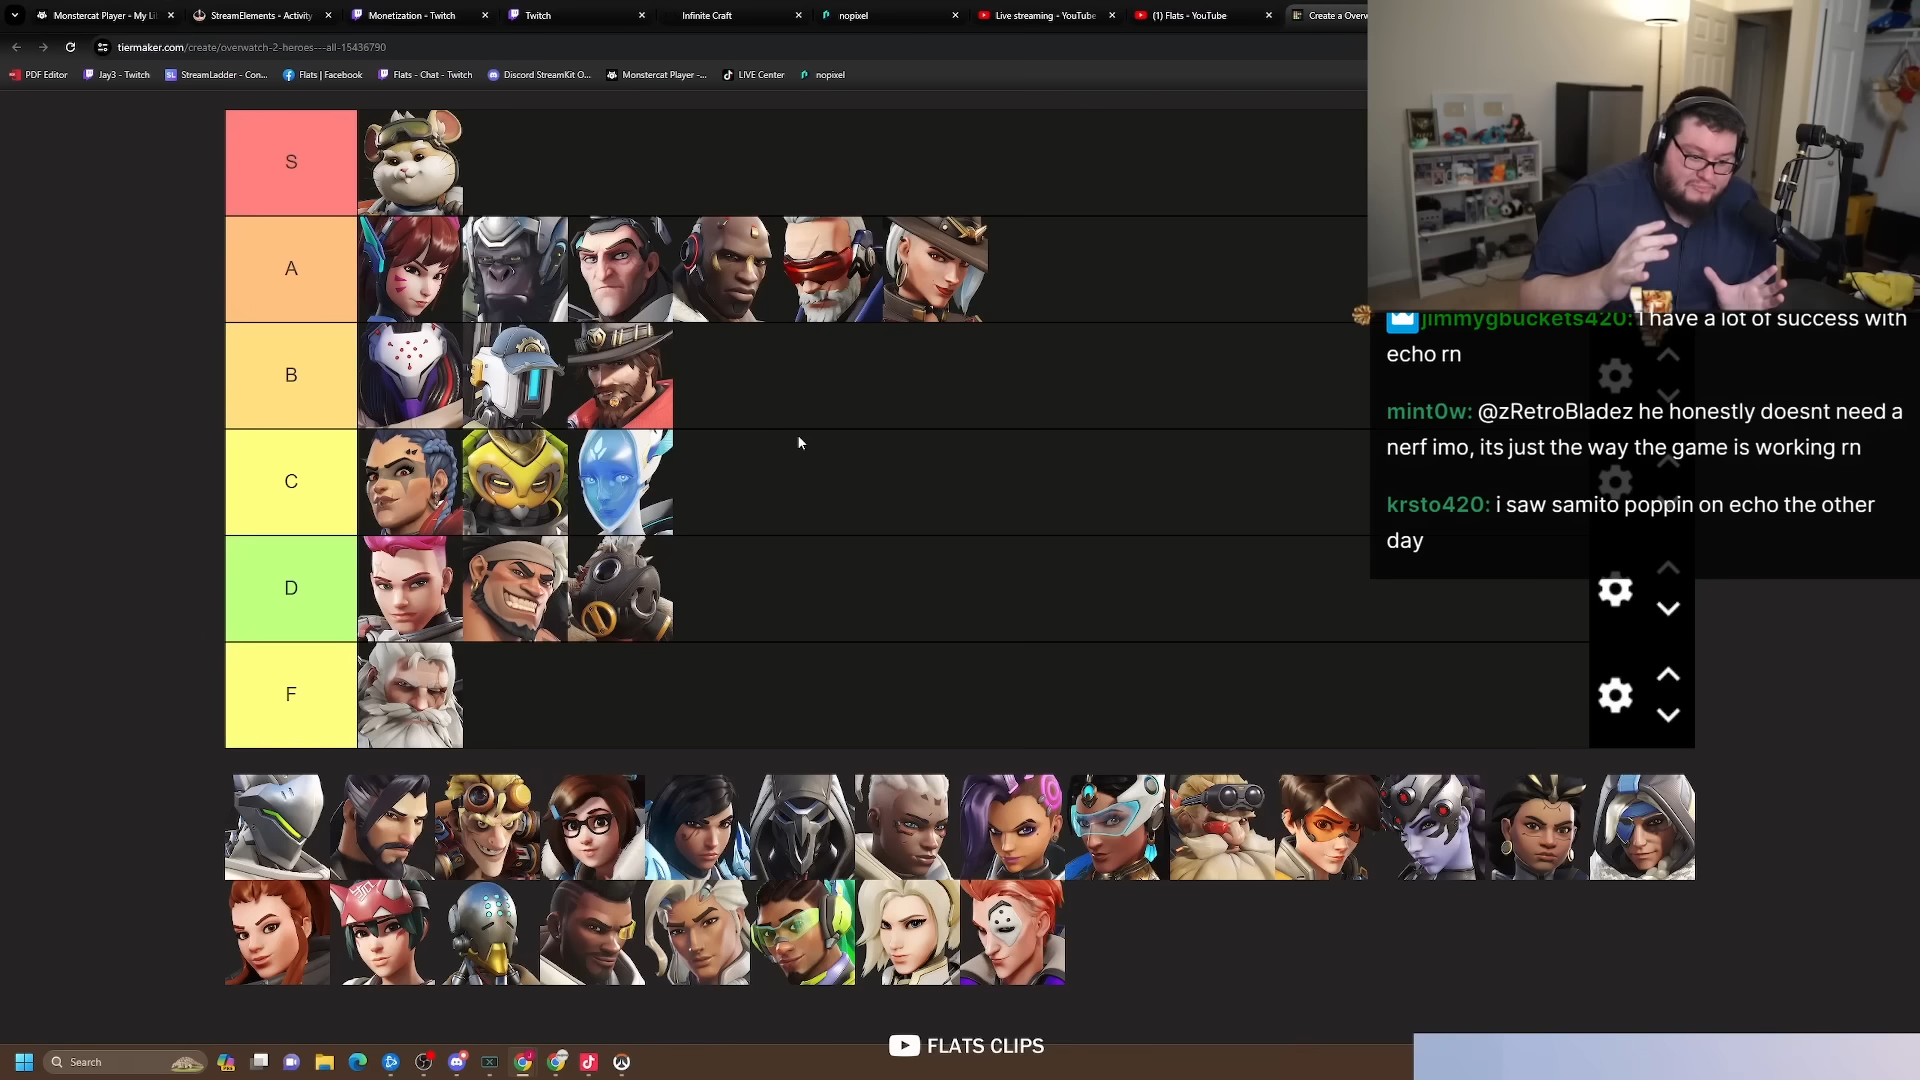 Monstercat Player - My Li
StreamElements - Activity
Monetization - Twitch
Twitch
Infinite Craft
nopixel
Live streaming - YouTube
(1) Flats - YouTube
Create a Overw
tiermaker.com/create/overwatch-2-heroes---all-15436790
PDF Editor
Jay3 - Twitch
StreamLadder - Con...
Flats | Facebook
Flats - Chat - Twitch
Discord StreamKit O...
Monstercat Player -...
LIVE Center
nopixel
S
A
B
C
D
F
jimmygbuckets420: I have a lot of success with
echo rn
mint0w: @zRetroBladez he honestly doesnt need a
nerf imo, its just the way the game is working rn
krsto420: i saw samito poppin on echo the other
day
FLATS CLIPS
Search